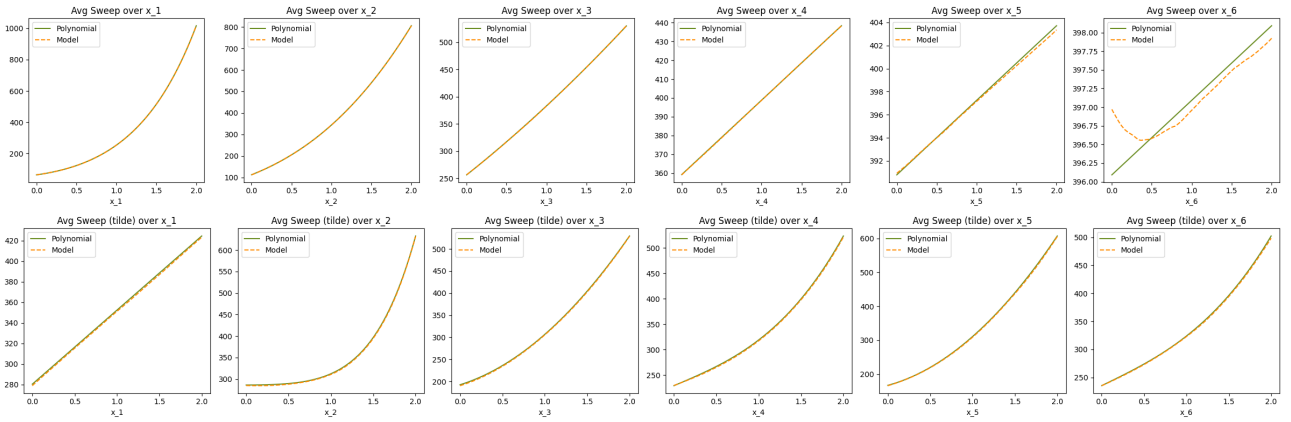 Avg Sweep over x_1
Polynomial
Model
1000
800
600
400
200
0.0 0.5 1.0 1.5 2.0
x_1
Avg Sweep over x_2
Polynomial
Model
800
700
600
500
400
300
200
100
0.0 0.5 1.0 1.5 2.0
x_2
Avg Sweep over x_3
Polynomial
Model
500
450
400
350
300
250
0.0 0.5 1.0 1.5 2.0
x_3
Avg Sweep over x_4
Polynomial
Model
440
430
420
410
400
390
380
370
360
0.0 0.5 1.0 1.5 2.0
x_4
Avg Sweep over x_5
Polynomial
Model
404
402
400
398
396
394
392
0.0 0.5 1.0 1.5 2.0
x_5
Avg Sweep over x_6
Polynomial
Model
398.00
397.75
397.50
397.25
397.00
396.75
396.50
396.25
396.00
0.0 0.5 1.0 1.5 2.0
x_6
Avg Sweep (tilde) over x_1
Polynomial
Model
420
400
380
360
340
320
300
280
0.0 0.5 1.0 1.5 2.0
x_1
Avg Sweep (tilde) over x_2
Polynomial
Model
600
550
500
450
400
350
300
0.0 0.5 1.0 1.5 2.0
x_2
Avg Sweep (tilde) over x_3
Polynomial
Model
500
450
400
350
300
250
200
0.0 0.5 1.0 1.5 2.0
x_3
Avg Sweep (tilde) over x_4
Polynomial
Model
500
450
400
350
300
250
0.0 0.5 1.0 1.5 2.0
x_4
Avg Sweep (tilde) over x_5
Polynomial
Model
600
500
400
300
200
0.0 0.5 1.0 1.5 2.0
x_5
Avg Sweep (tilde) over x_6
Polynomial
Model
500
450
400
350
300
250
0.0 0.5 1.0 1.5 2.0
x_6